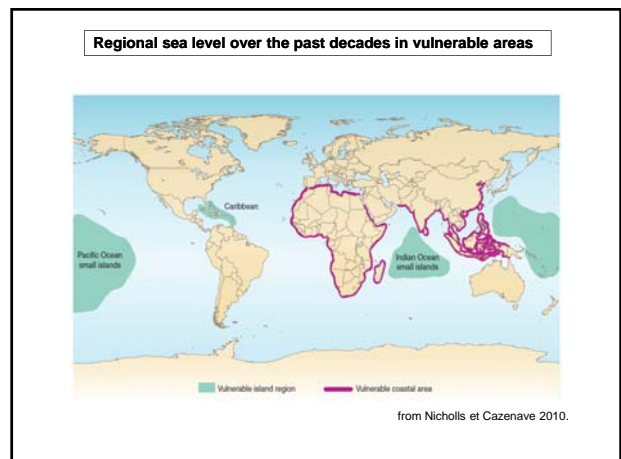 Regional sea level over the past decades in vulnerable areas
Caribbean
Pacific Ocean
small islands
Indian Ocean
small islands
Vulnerable island region
Vulnerable coastal area
from Nicholls et Cazenave 2010.